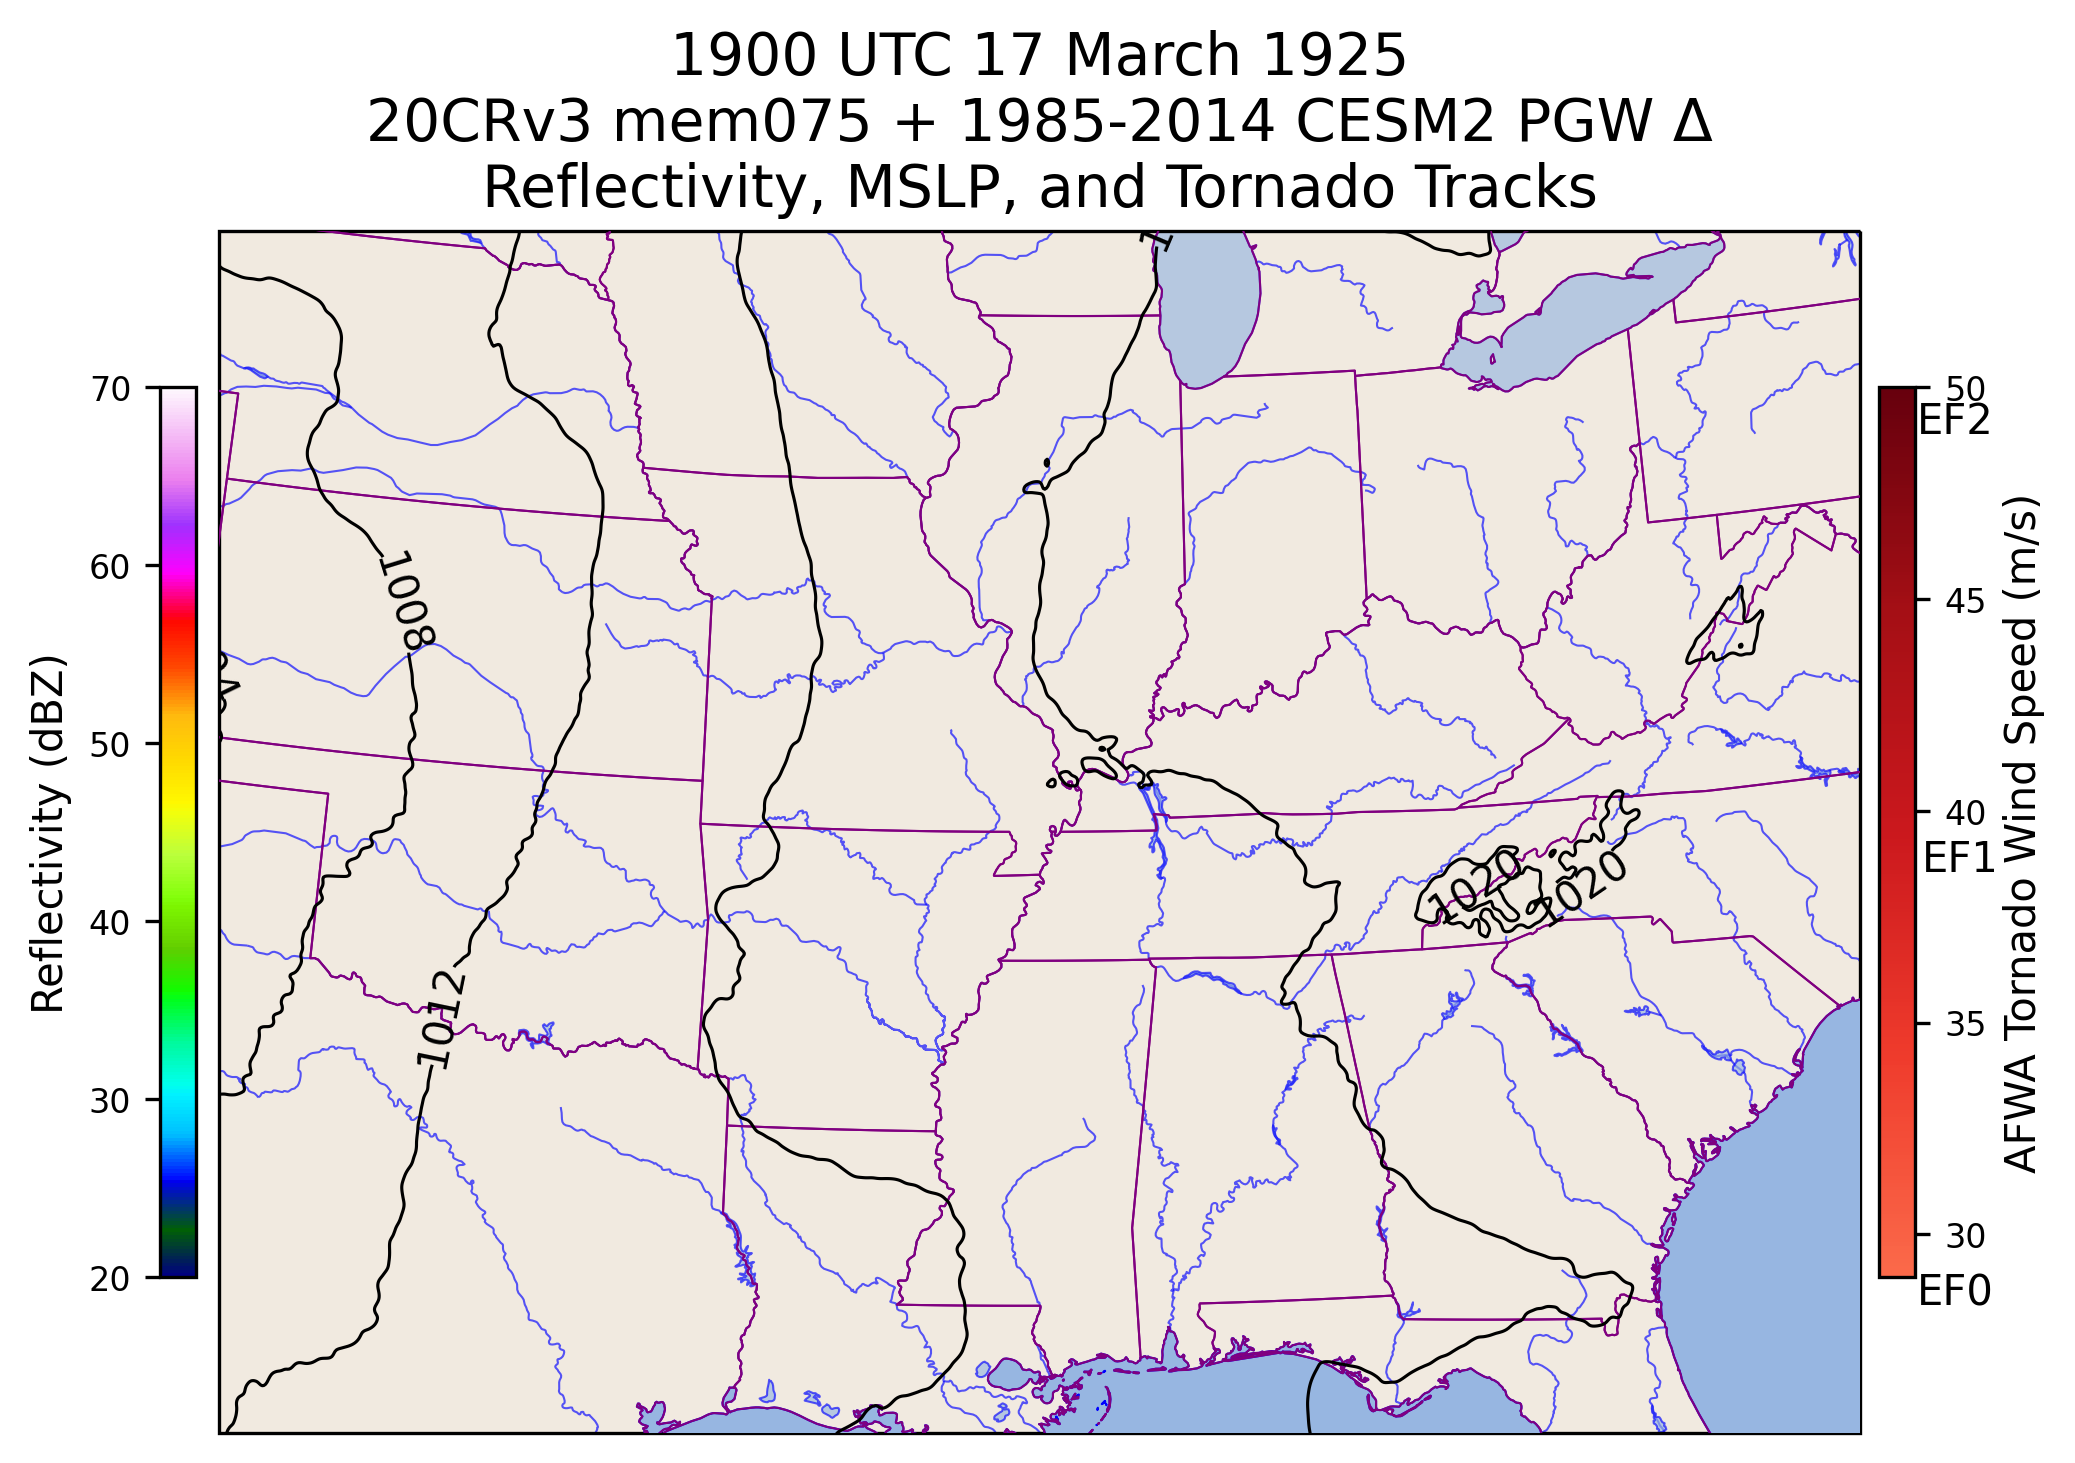 1900 UTC 17 March 1925
20CRv3 mem075 + 1985-2014 CESM2 PGW Δ
Reflectivity, MSLP, and Tornado Tracks
Reflectivity (dBZ)
70
60
50
40
30
20
1008
1012
1020
1020
50
EF2
45
40
EF1
35
30
EF0
AFWA Tornado Wind Speed (m/s)